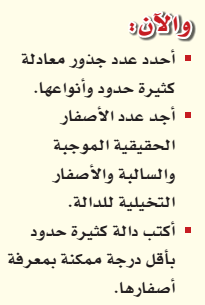 والآن:
▪ أحدد عدد جذور معادلة
كثيرة حدود وأنواعها.
▪ أجد عدد الأصفار
الحقيقية الموجبة
والسالبة والأصفار
التخيلية للدالة.
▪ أكتب دالة كثيرة حدود
بأقل درجة ممكنة بمعرفة
أصفارها.